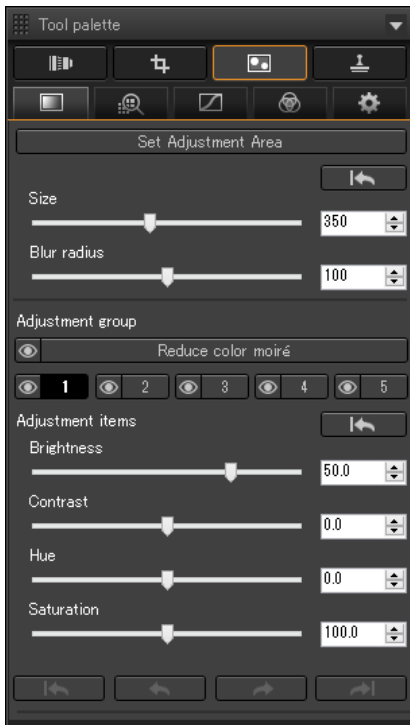 Tool palette
Set Adjustment Area
Size
350
Blur radius
100
Adjustment group
Reduce color moiré
1 2 3 4 5
Adjustment items
Brightness
50.0
Contrast
0.0
Hue
0.0
Saturation
100.0